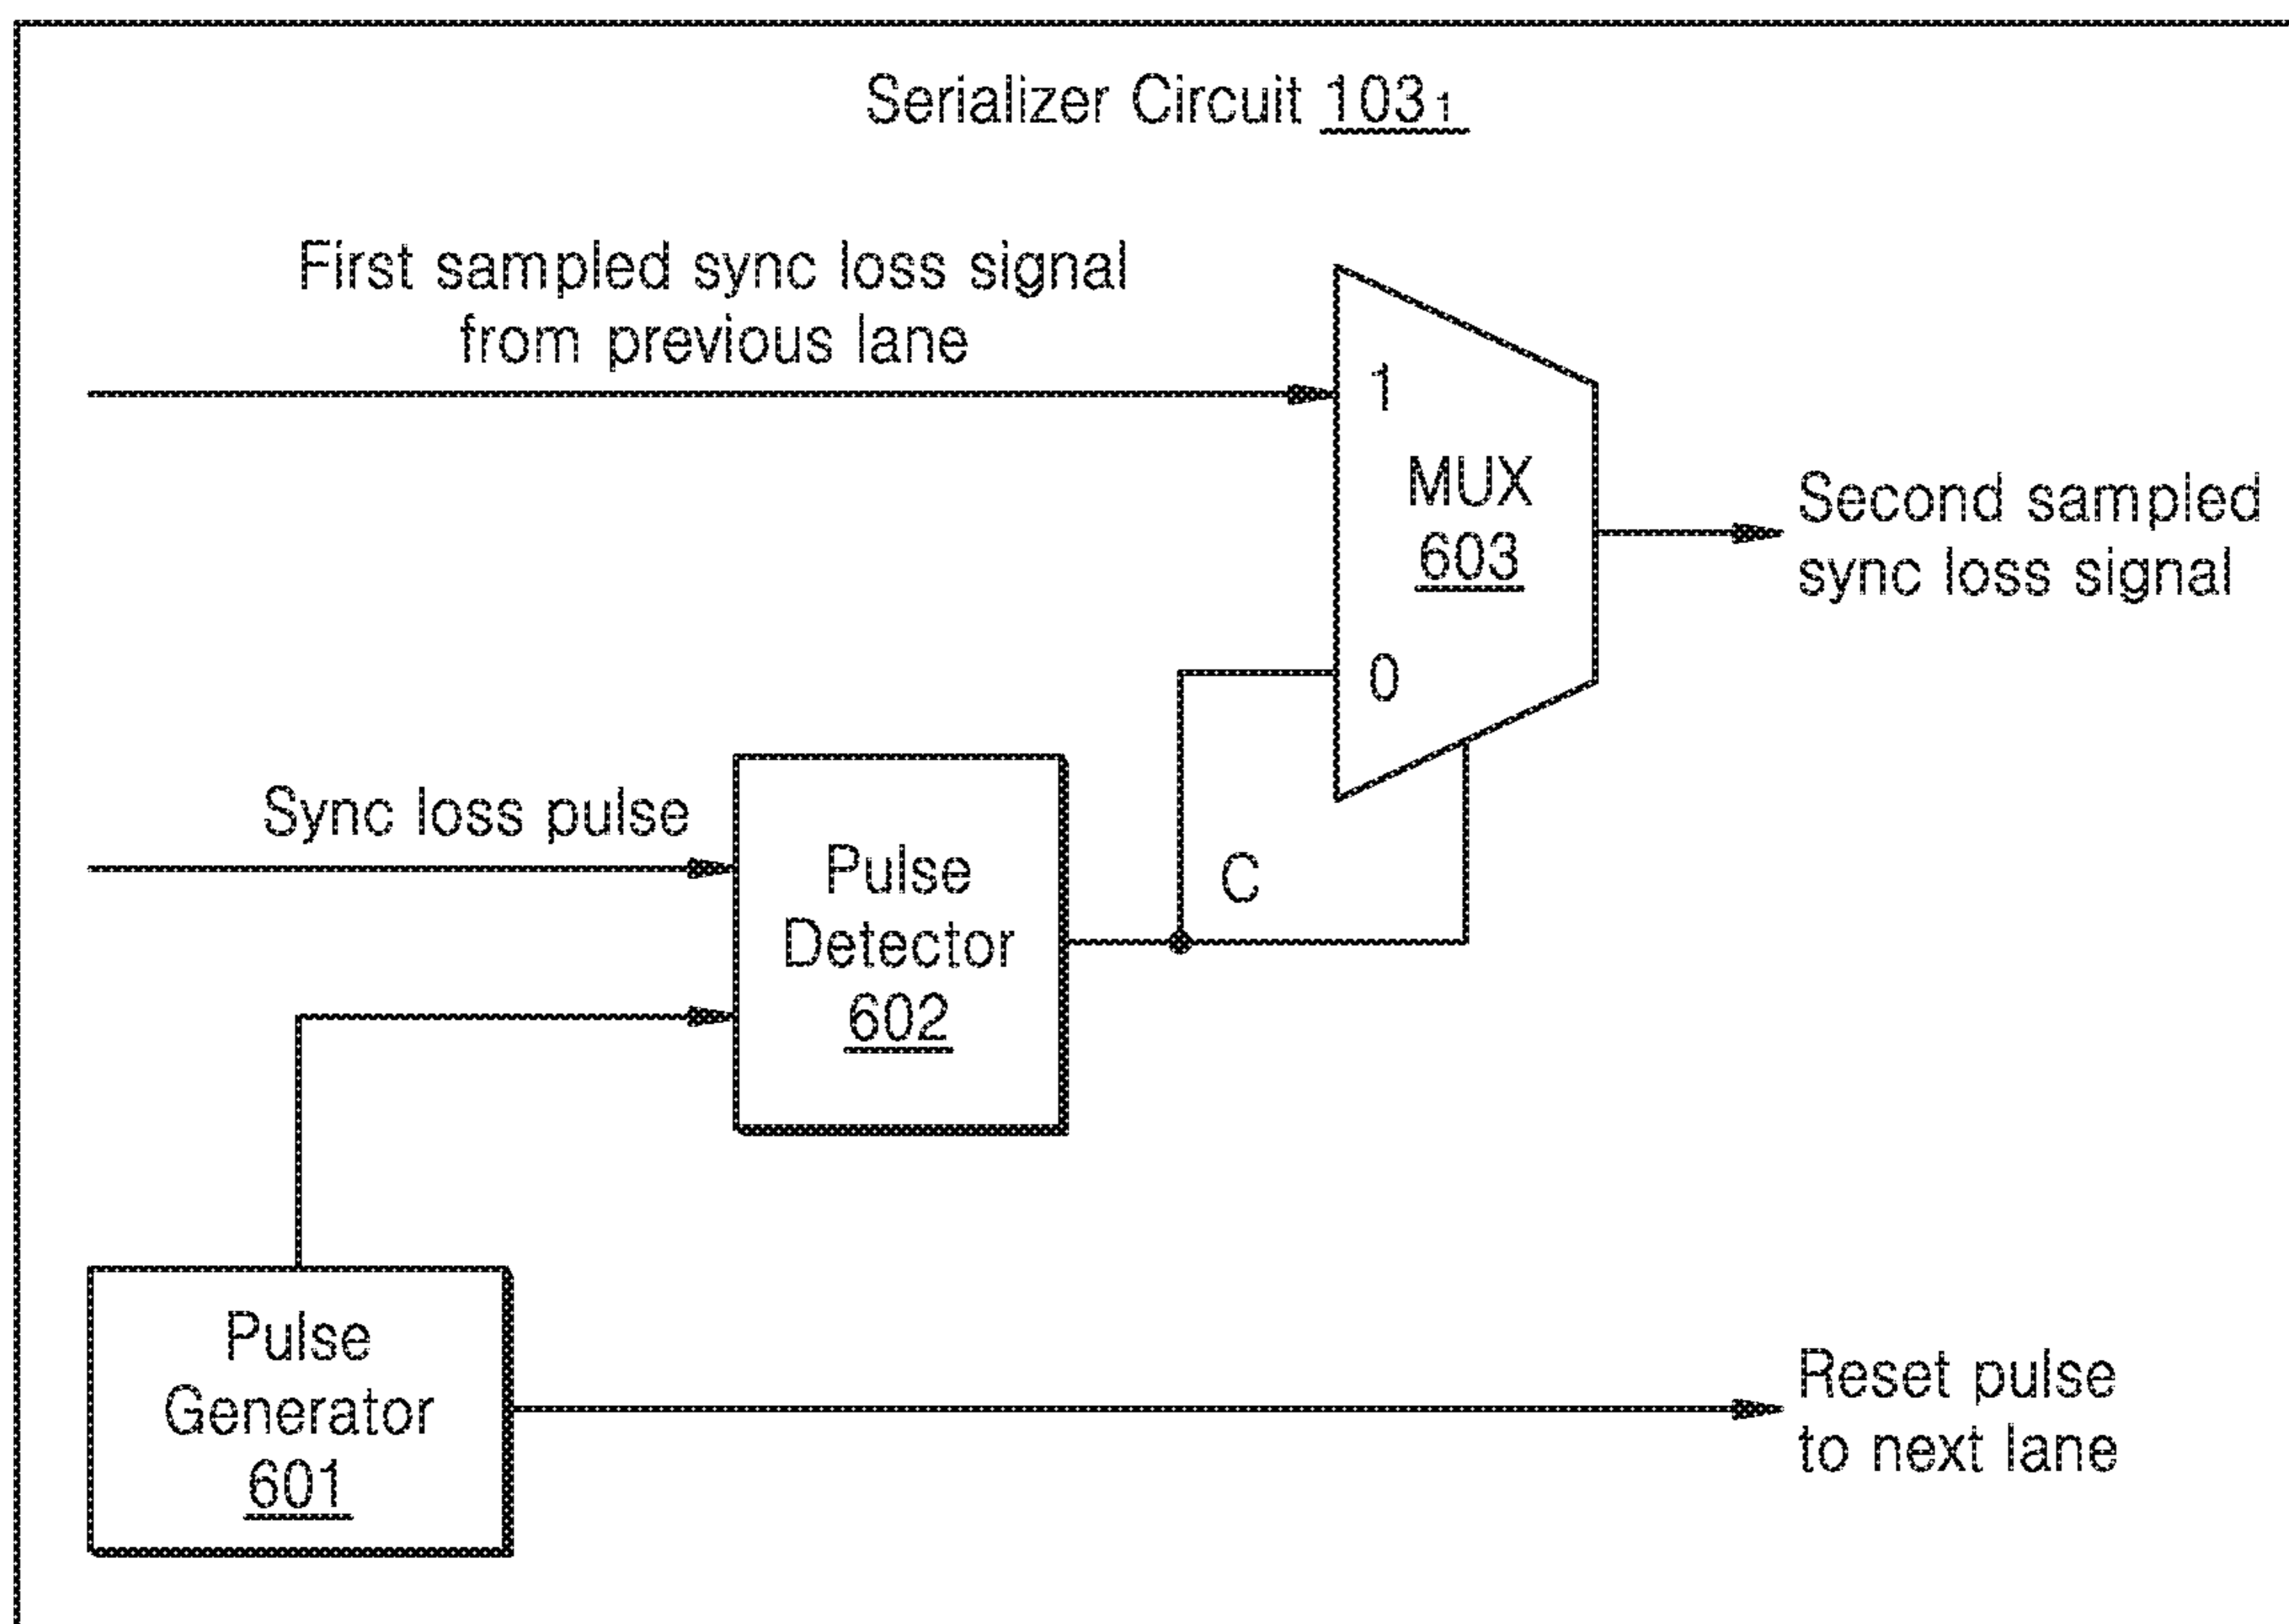 Serializer Circuit 103₁
First sampled sync loss signal
from previous lane
1
MUX
603
Second sampled
sync loss signal
0
Sync loss pulse
C
Pulse
Detector
602
Pulse
Generator
601
Reset pulse
to next lane